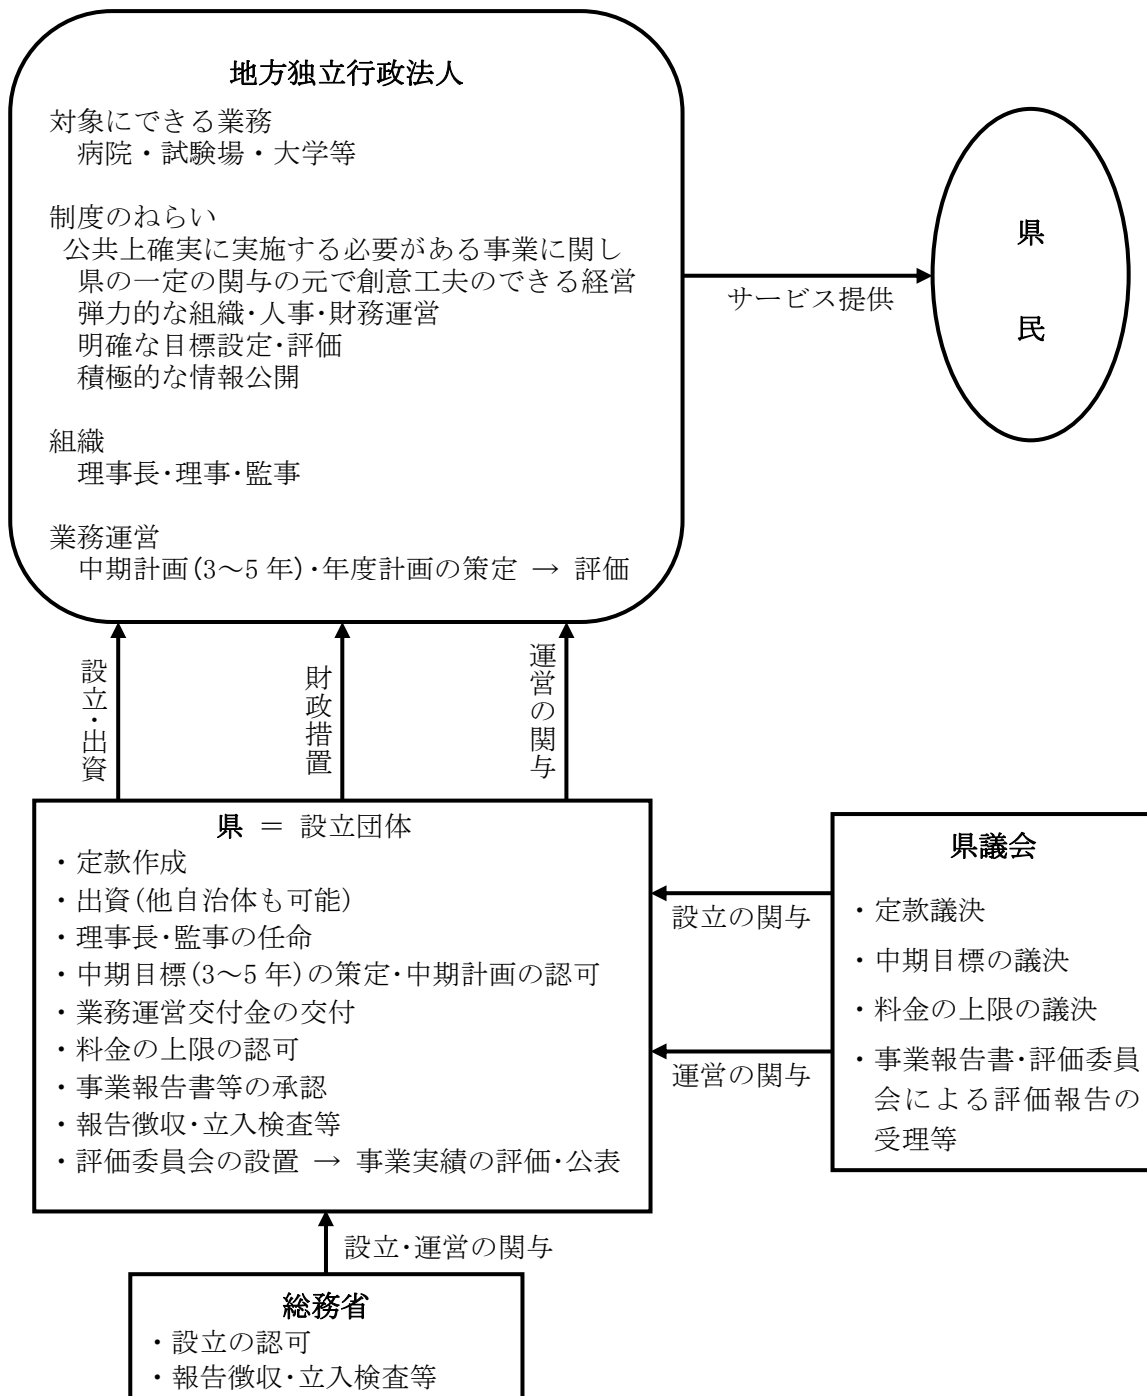 地方独立行政法人
対象にできる業務
病院・試験場・大学等
制度のねらい
公共上確実に実施する必要がある事業に関し
県の一定の関与の元で創意工夫のできる経営
弾力的な組織･人事･財務運営
明確な目標設定･評価
積極的な情報公開
組織
理事長･理事･監事
業務運営
中期計画(3～5 年)･年度計画の策定 → 評価
サービス提供
県
民
設立・出資
財政措置
運営の関与
県 ＝ 設立団体
・定款作成
・出資(他自治体も可能)
・理事長･監事の任命
・中期目標(3～5 年)の策定･中期計画の認可
・業務運営交付金の交付
・料金の上限の認可
・事業報告書等の承認
・報告徴収･立入検査等
・評価委員会の設置 → 事業実績の評価･公表
設立の関与
運営の関与
県議会
・定款議決
・中期目標の議決
・料金の上限の議決
・事業報告書･評価委員
会による評価報告の
受理等
設立･運営の関与
総務省
・設立の認可
・報告徴収･立入検査等